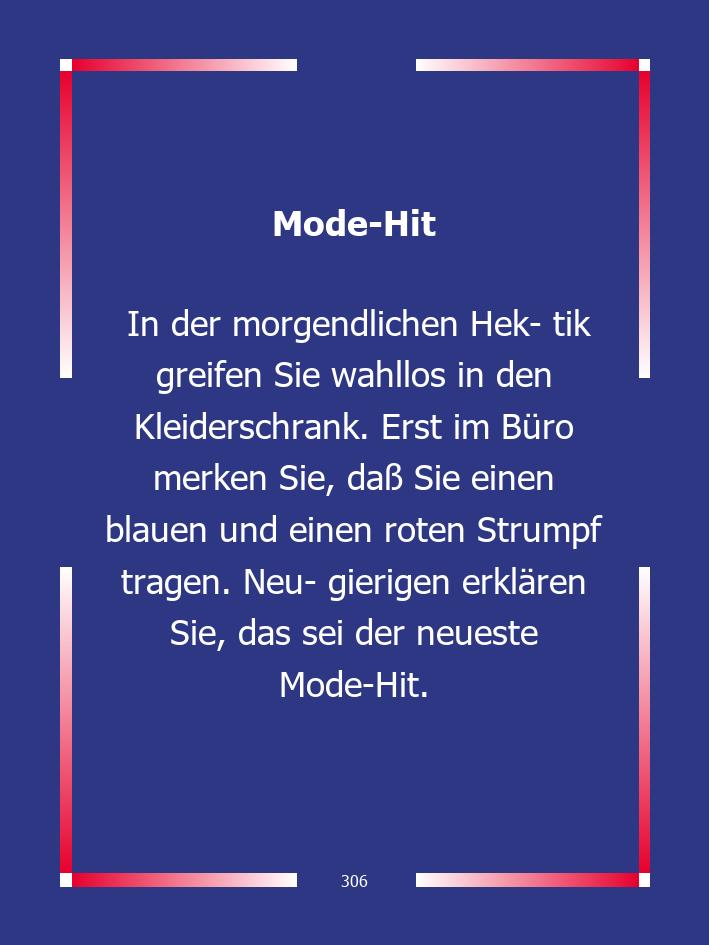 Mode-Hit
In der morgendlichen Hek- tik
greifen Sie wahllos in den
Kleiderschrank. Erst im Büro
merken Sie, daß Sie einen
blauen und einen roten Strumpf
tragen. Neu- gierigen erklären
Sie, das sei der neueste
Mode-Hit.
306